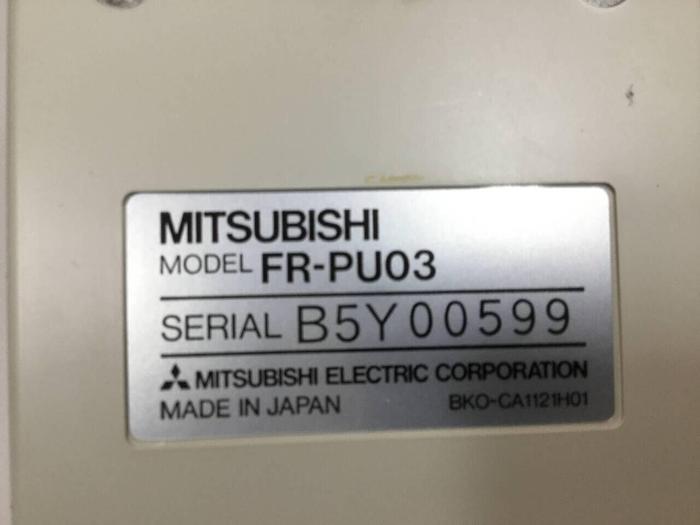 MITSUBISHI
MODEL FR-PU03
SERIAL B5Y00599
MITSUBISHI ELECTRIC CORPORATION
MADE IN JAPAN BKO-CA1121H01